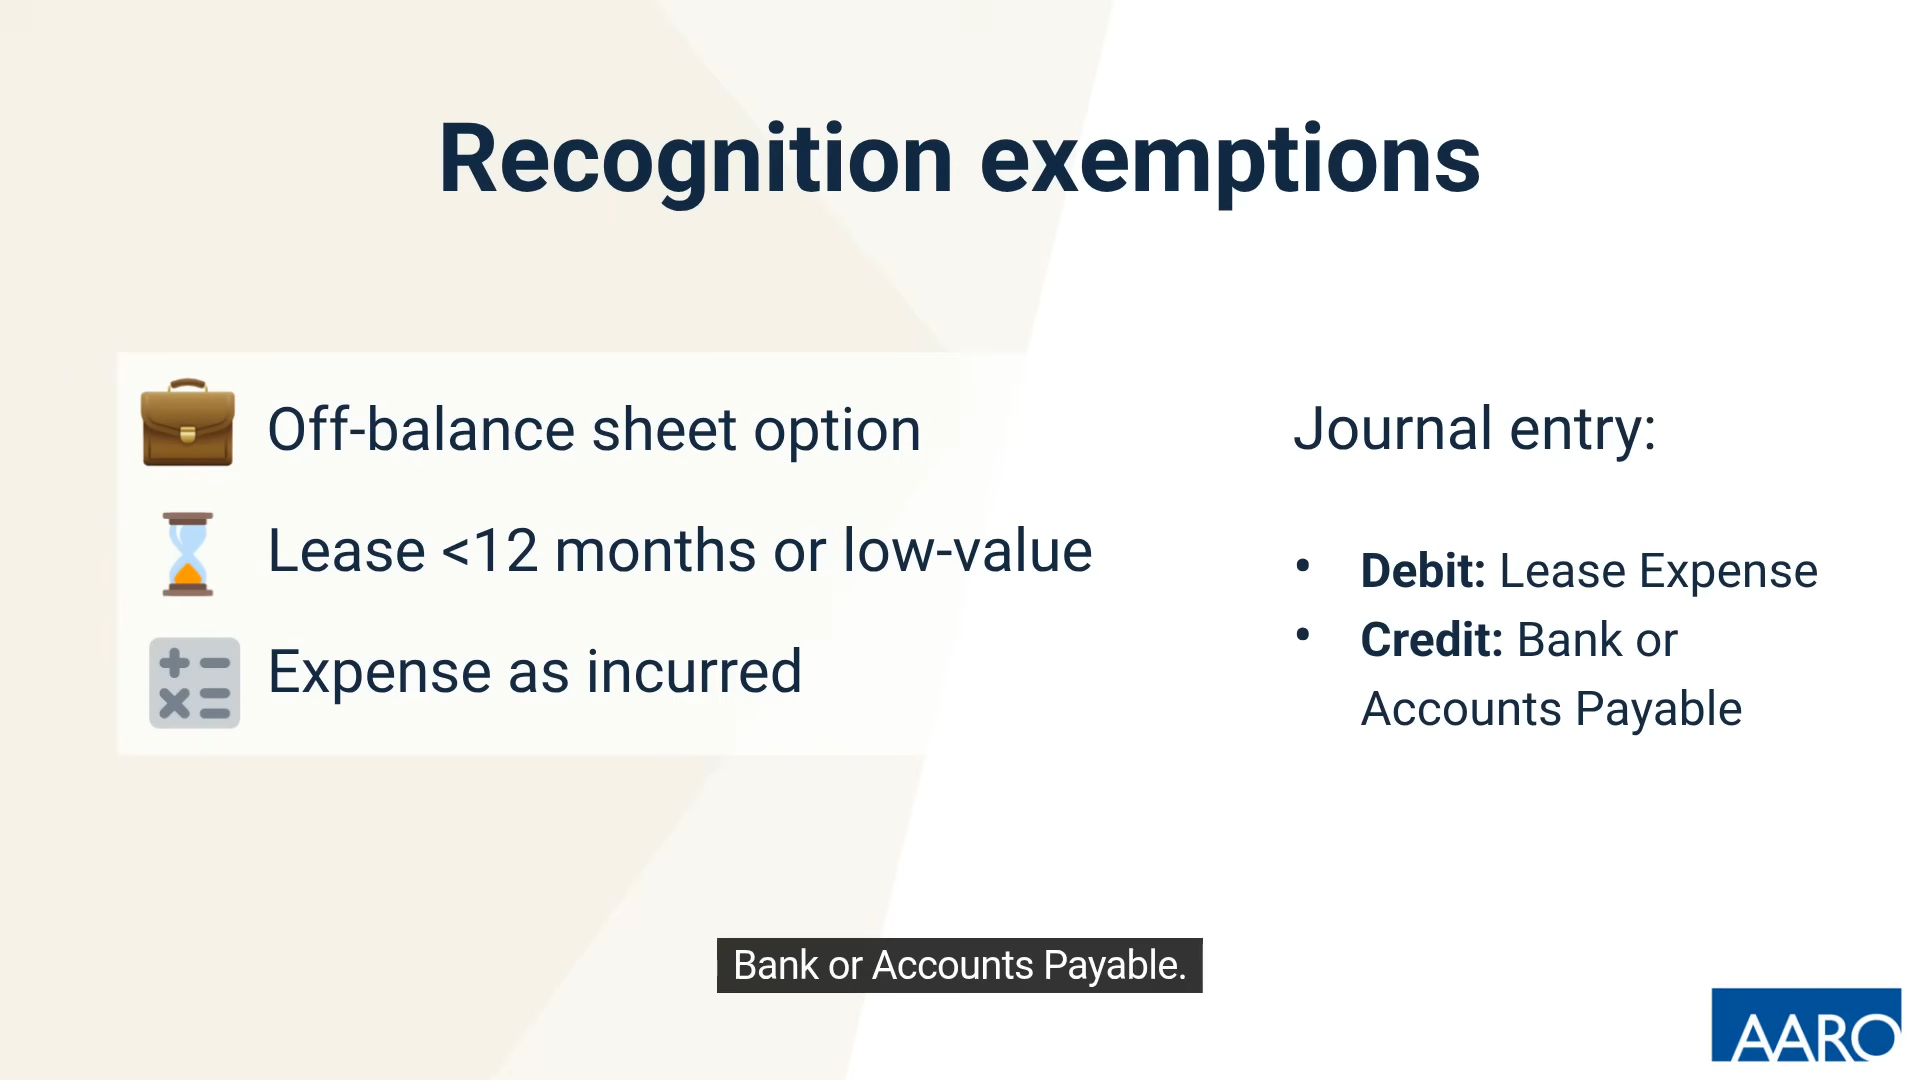 Recognition exemptions
Off-balance sheet option
Lease <12 months or low-value
Expense as incurred
Journal entry:
• Debit: Lease Expense
• Credit: Bank or
Accounts Payable
Bank or Accounts Payable.
AARO